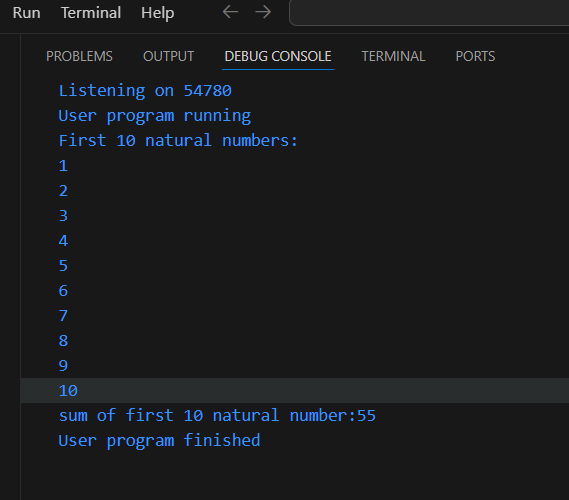 Run Terminal Help ← →
PROBLEMS OUTPUT DEBUG CONSOLE TERMINAL PORTS
Listening on 54780
User program running
First 10 natural numbers:
1
2
3
4
5
6
7
8
9
10
sum of first 10 natural number:55
User program finished